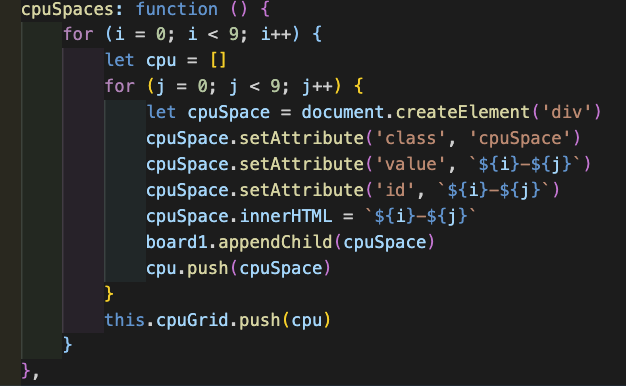 cpuSpaces: function () {
for (i = 0; i < 9; i++) {
let cpu = []
for (j = 0; j < 9; j++) {
let cpuSpace = document.createElement('div')
cpuSpace.setAttribute('class', 'cpuSpace')
cpuSpace.setAttribute('value', `${i}-${j}`)
cpuSpace.setAttribute('id', `${i}-${j}`)
cpuSpace.innerHTML = `${i}-${j}`
board1.appendChild(cpuSpace)
cpu.push(cpuSpace)
}
this.cpuGrid.push(cpu)
}
},